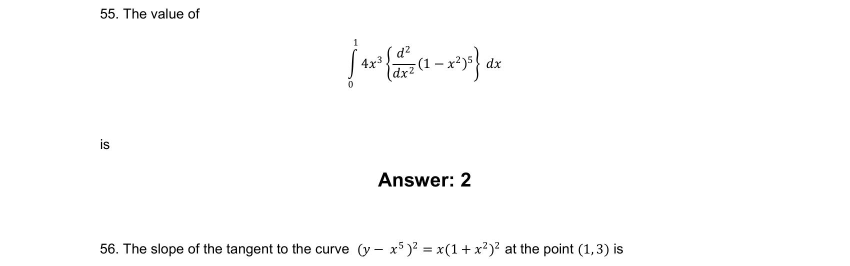 55. The value of
∫₀¹ 4x³ { d²/dx² (1 − x²)⁵ } dx
is
Answer: 2
56. The slope of the tangent to the curve (y − x⁵)² = x(1 + x²)² at the point (1, 3) is